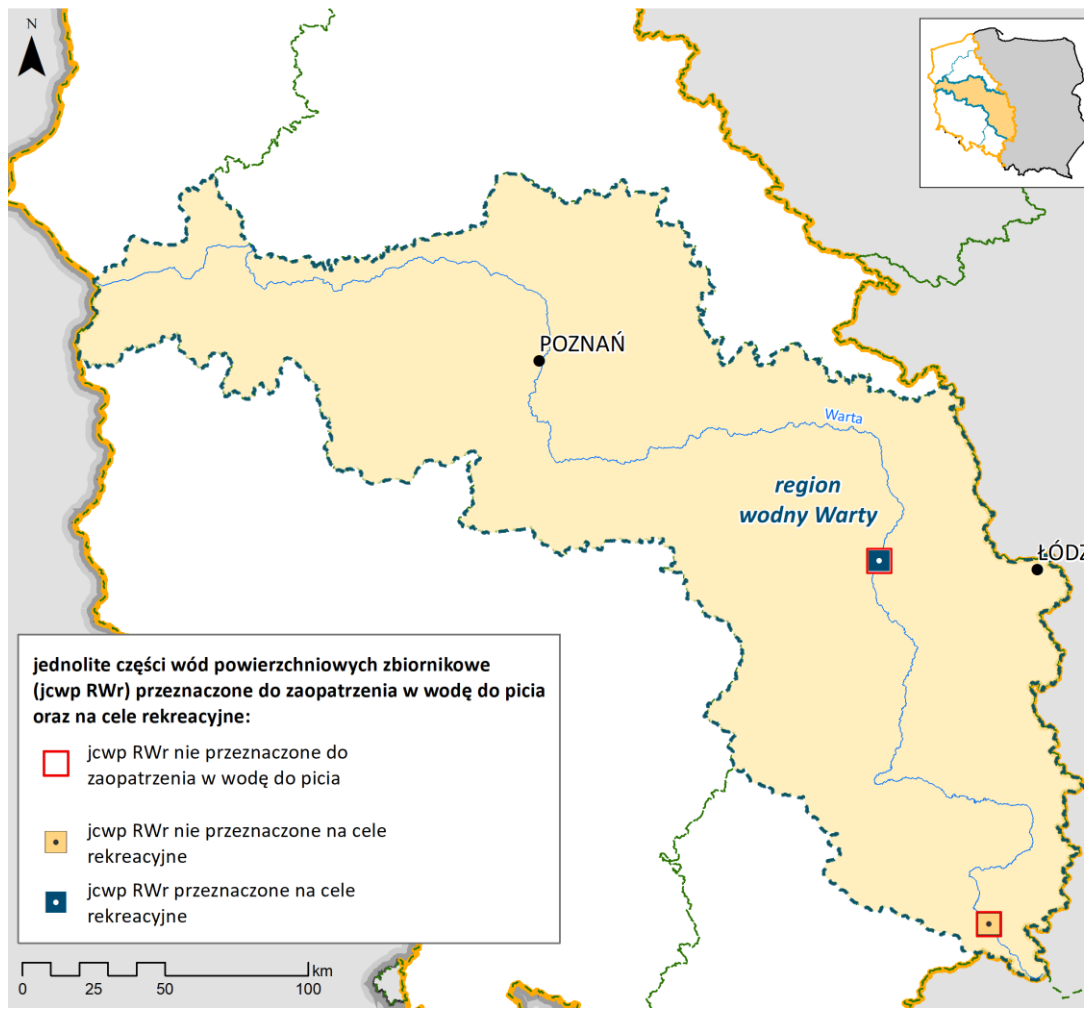 N
POZNAŃ
Warta
region
wodny Warty
ŁÓDŹ
jednolite części wód powierzchniowych zbiornikowe
(jcwp RWr) przeznaczone do zaopatrzenia w wodę do picia
oraz na cele rekreacyjne:
jcwp RWr nie przeznaczone do
zaopatrzenia w wodę do picia
jcwp RWr nie przeznaczone na cele
rekreacyjne
jcwp RWr przeznaczone na cele
rekreacyjne
km
0 25 50 100